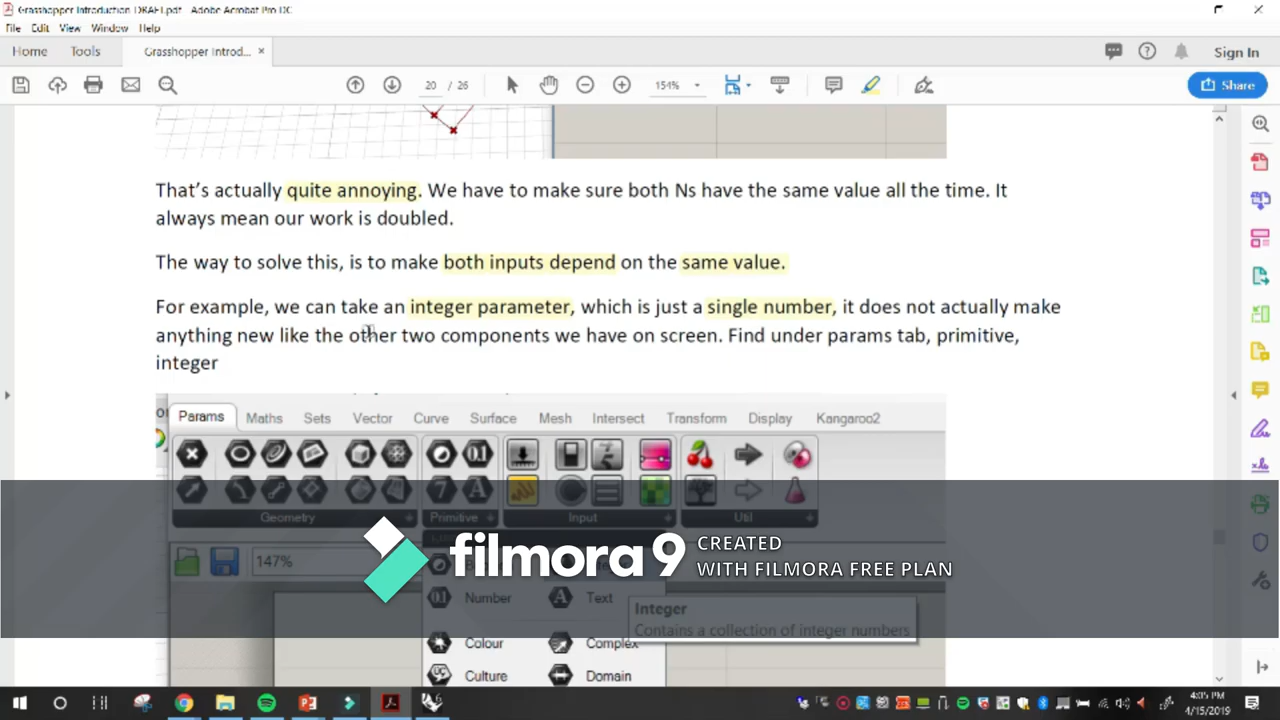 Grasshopper Introduction DRAFT.pdf - Adobe Acrobat Pro DC
File Edit View Window Help
Home Tools Grasshopper Introd... × Sign In
20 / 26 154% Share
That's actually quite annoying. We have to make sure both Ns have the same value all the time. It
always mean our work is doubled.
The way to solve this, is to make both inputs depend on the same value.
For example, we can take an integer parameter, which is just a single number, it does not actually make
anything new like the other two components we have on screen. Find under params tab, primitive,
integer
Params Maths Sets Vector Curve Surface Mesh Intersect Transform Display Kangaroo2
Geometry Primitive Input Util
147%
filmora9 CREATED
WITH FILMORA FREE PLAN
Number Text
Integer
Contains a collection of integer numbers
Colour Complex
Culture Domain
4:05 PM
4/15/2019